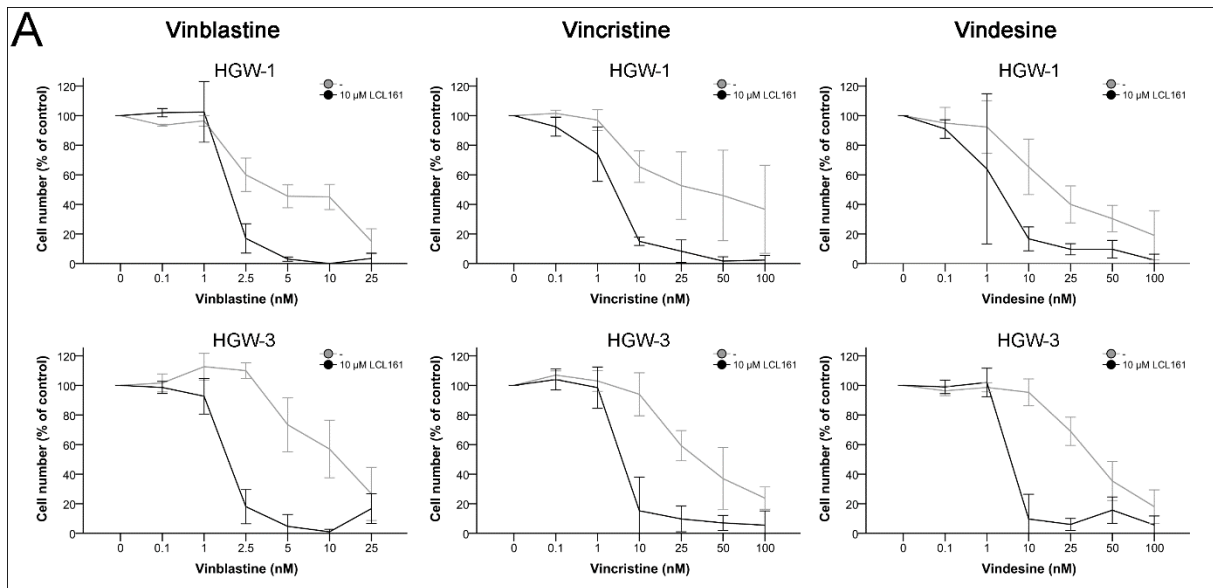 A
Vinblastine
Vincristine
Vindesine
HGW-1
-
10 µM LCL161
Cell number (% of control)
120
100
80
60
40
20
0
0 0.1 1 2.5 5 10 25
Vinblastine (nM)
HGW-1
-
10 µM LCL161
Cell number (% of control)
120
100
80
60
40
20
0
0 0.1 1 10 25 50 100
Vincristine (nM)
HGW-1
-
10 µM LCL161
Cell number (% of control)
120
100
80
60
40
20
0
0 0.1 1 10 25 50 100
Vindesine (nM)
HGW-3
-
10 µM LCL161
Cell number (% of control)
120
100
80
60
40
20
0
0 0.1 1 2.5 5 10 25
Vinblastine (nM)
HGW-3
-
10 µM LCL161
Cell number (% of control)
120
100
80
60
40
20
0
0 0.1 1 10 25 50 100
Vincristine (nM)
HGW-3
-
10 µM LCL161
Cell number (% of control)
120
100
80
60
40
20
0
0 0.1 1 10 25 50 100
Vindesine (nM)